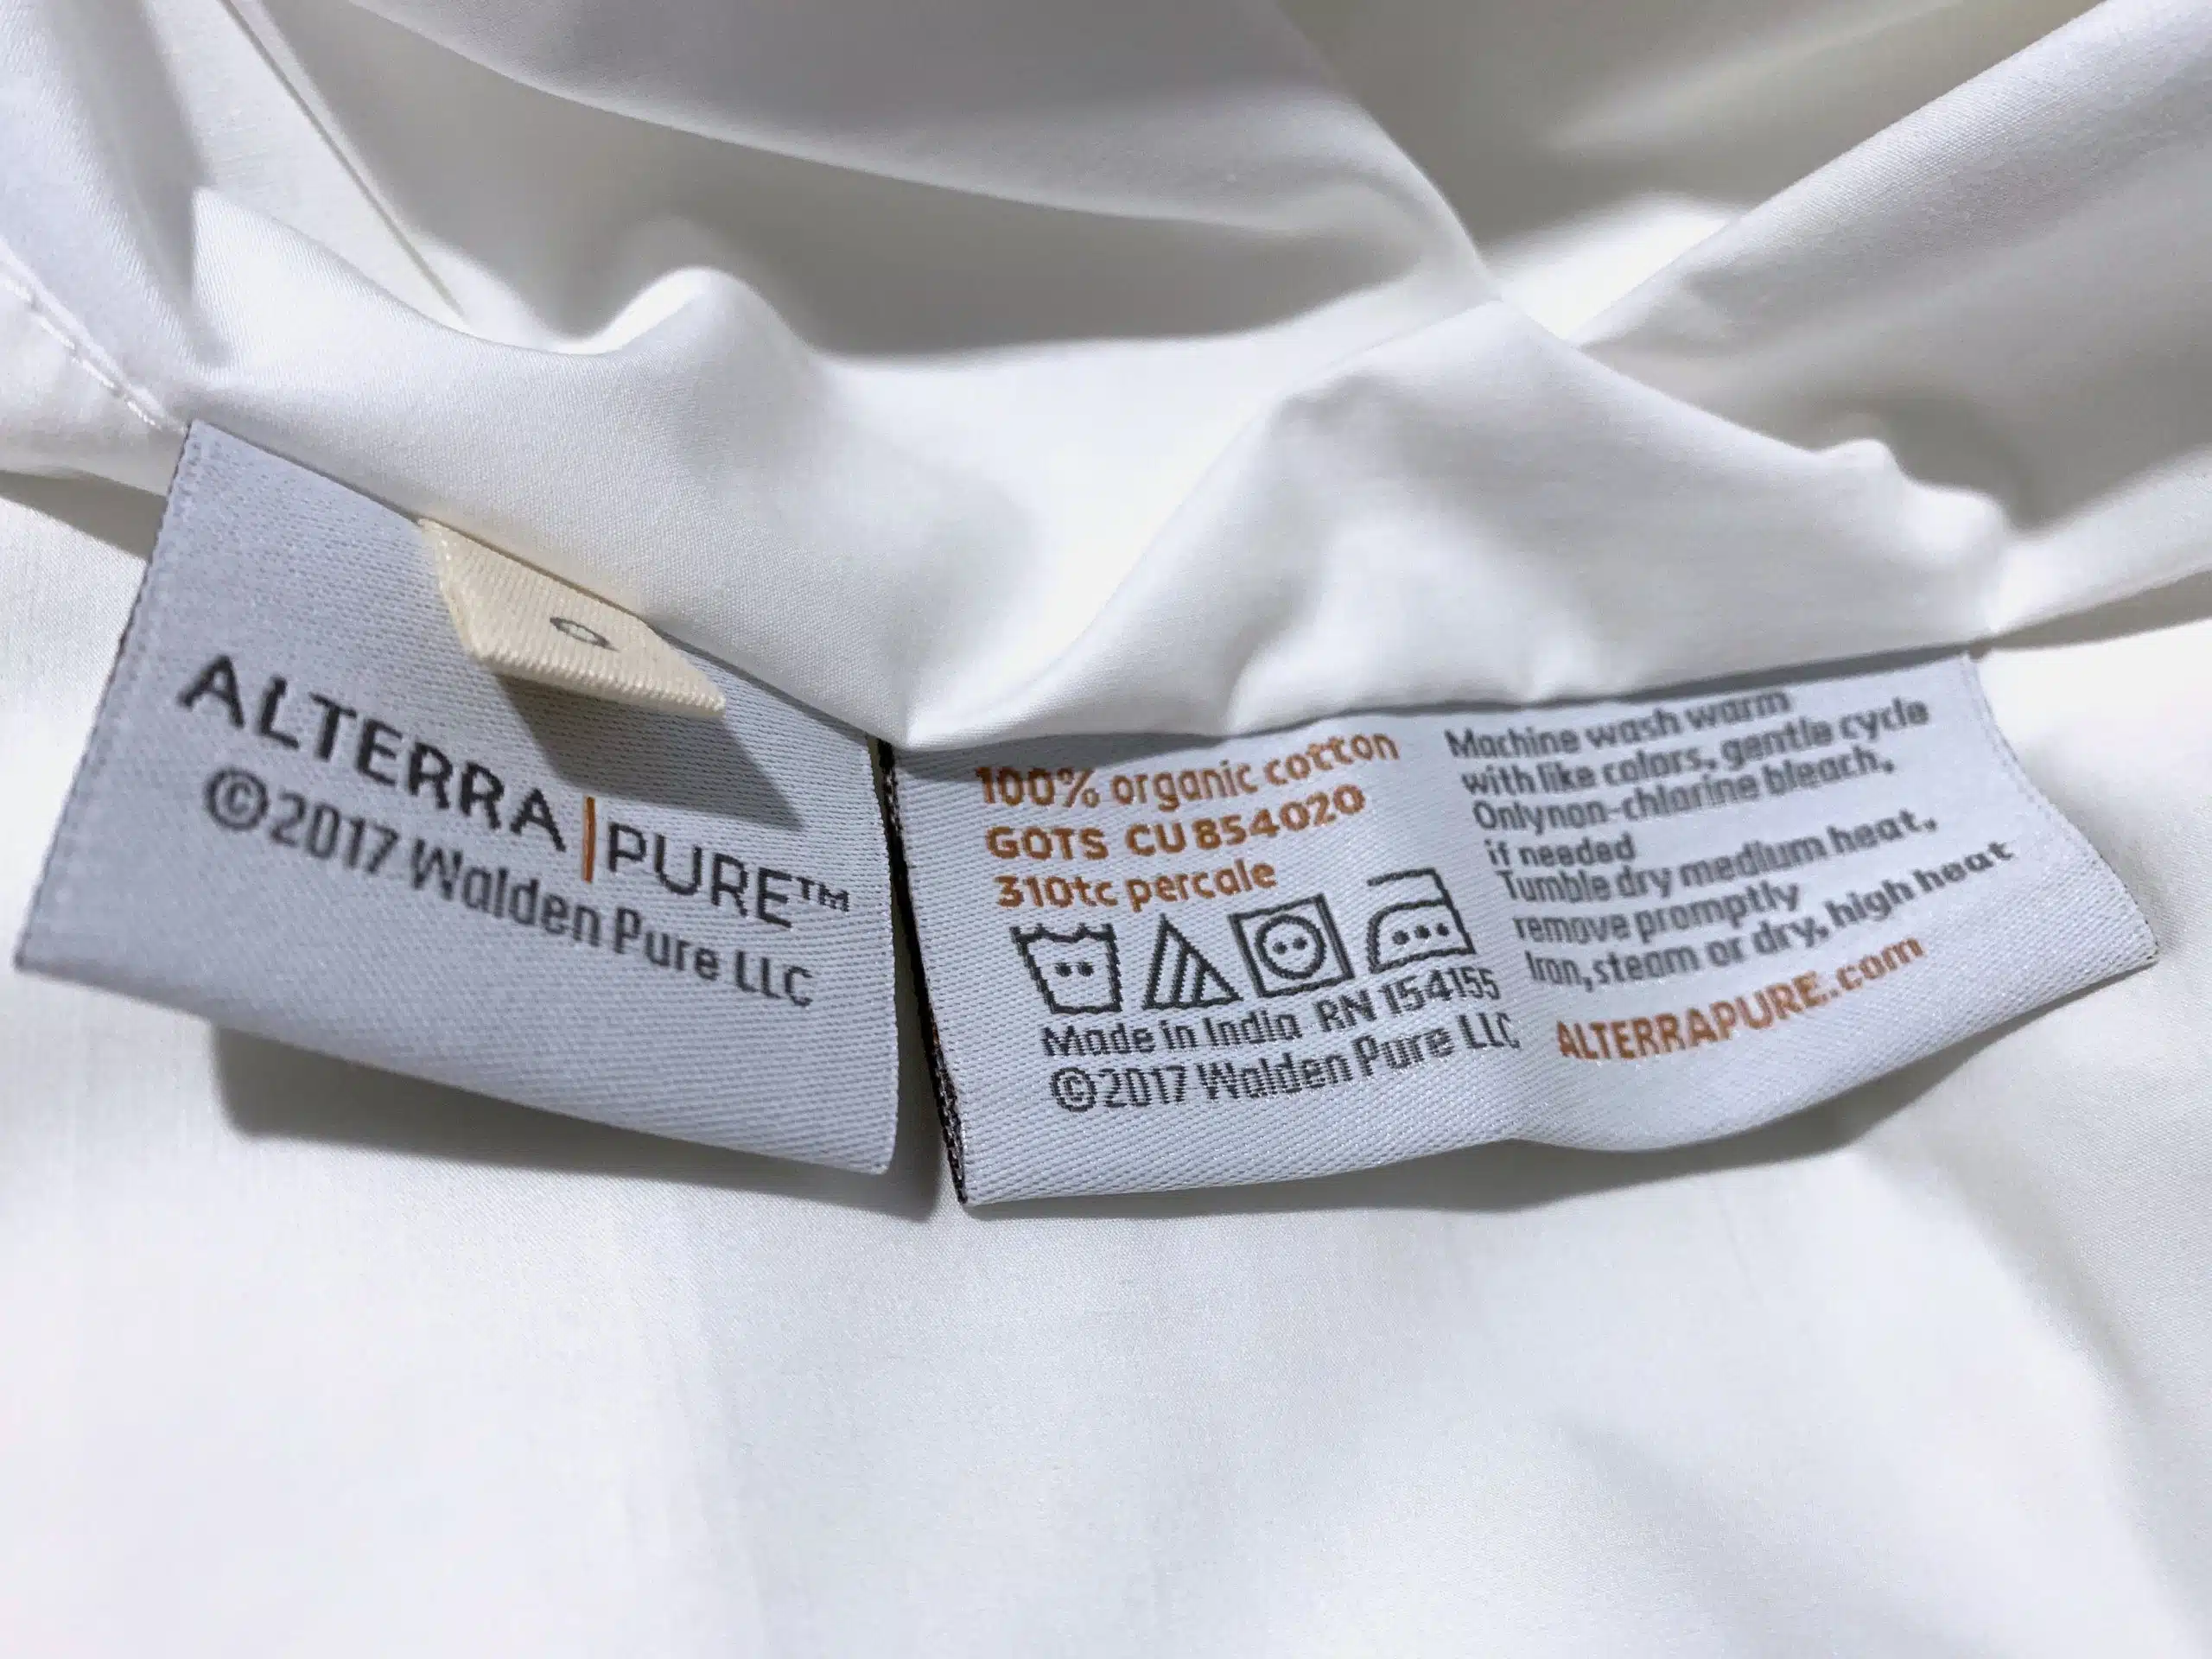 Q
ALTERRA|PURE™
©2017 Walden Pure LLC
100% organic cotton
GOTS CU 854020
310tc percale
Made in India RN 154155
©2017 Walden Pure LLC
Machine wash warm
with like colors, gentle cycle
Only non-chlorine bleach,
if needed
Tumble dry medium heat,
remove promptly
Iron, steam or dry, high heat
ALTERRAPURE.com